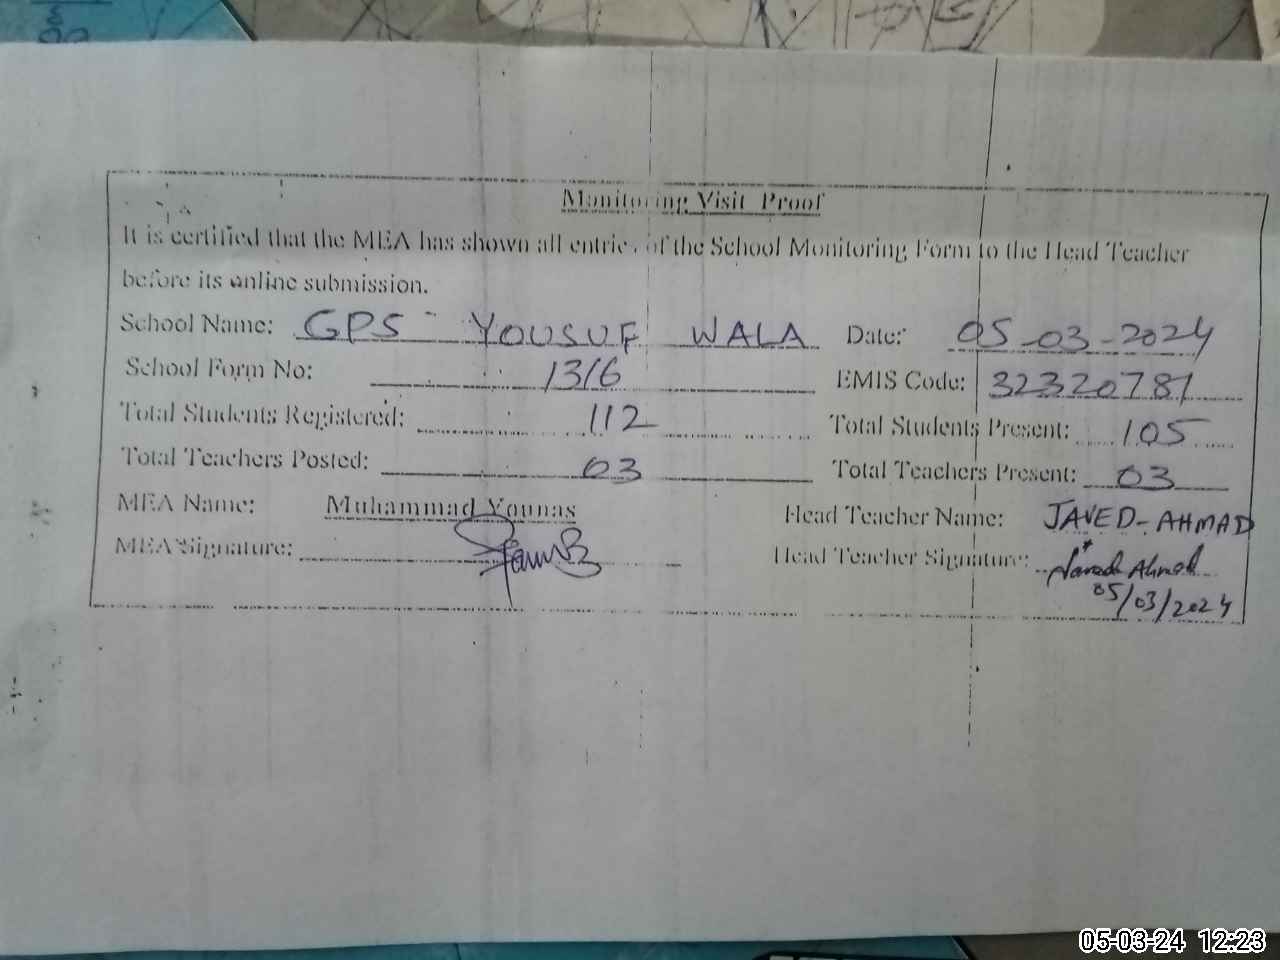 Monitoring Visit Proof
It is certified that the MEA has shown all entries of the School Monitoring Form to the Head Teacher
before its online submission.
School Name: GPS YOUSUF WALA Date: 05-03-2024
School Form No: 1316 EMIS Code: 32320781
Total Students Registered: 112 Total Students Present: 105
Total Teachers Posted: 03 Total Teachers Present: 03
MEA Name: Muhammad Younas Head Teacher Name: JAVED-AHMAD
MEA Signature: Head Teacher Signature: Javed Ahmad
05/03/2024
05-03-24 12:23